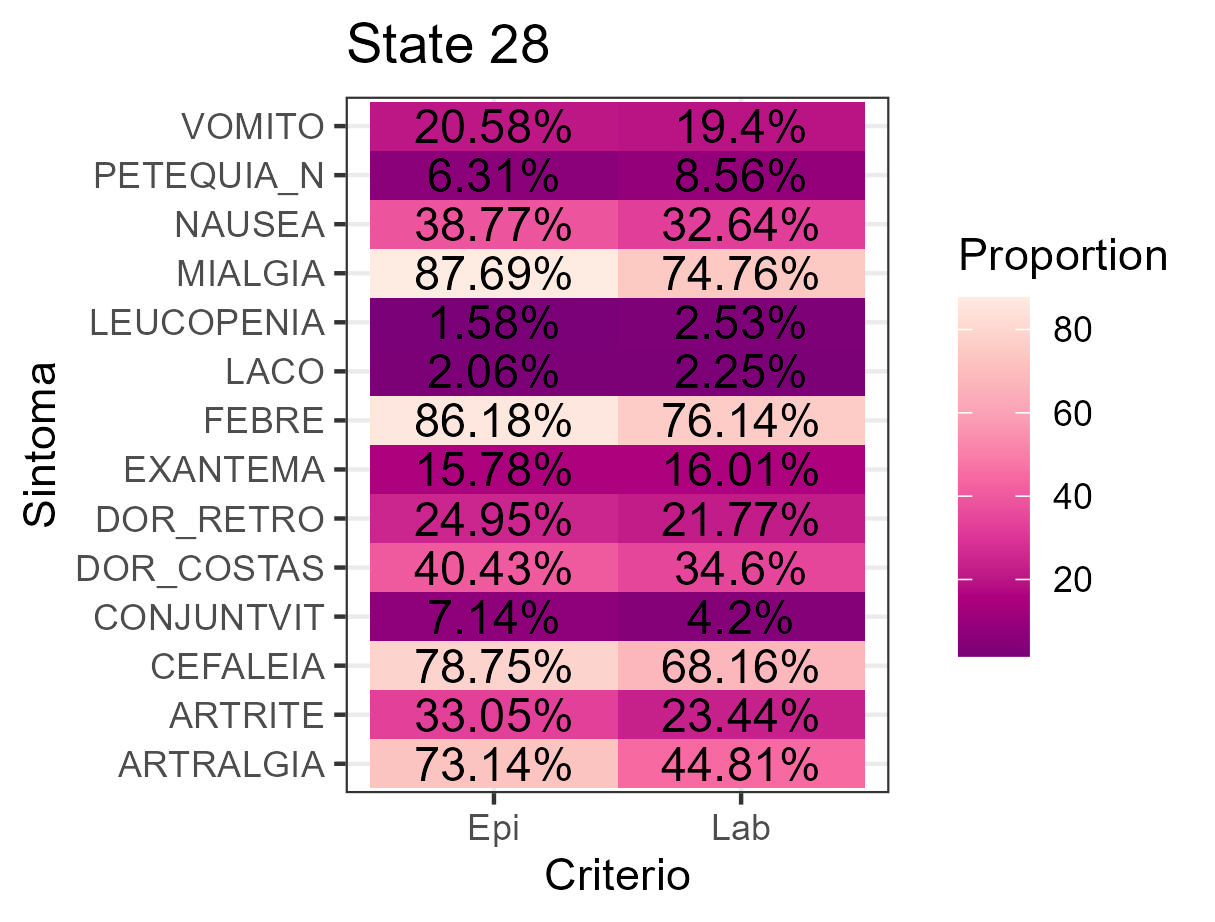 State 28
VOMITO 20.58% 19.4%
PETEQUIA_N 6.31% 8.56%
NAUSEA 38.77% 32.64%
MIALGIA 87.69% 74.76%
LEUCOPENIA 1.58% 2.53%
LACO 2.06% 2.25%
FEBRE 86.18% 76.14%
EXANTEMA 15.78% 16.01%
DOR_RETRO 24.95% 21.77%
DOR_COSTAS 40.43% 34.6%
CONJUNTVIT 7.14% 4.2%
CEFALEIA 78.75% 68.16%
ARTRITE 33.05% 23.44%
ARTRALGIA 73.14% 44.81%
Epi Lab
Criterio
Sintoma
Proportion
80
60
40
20